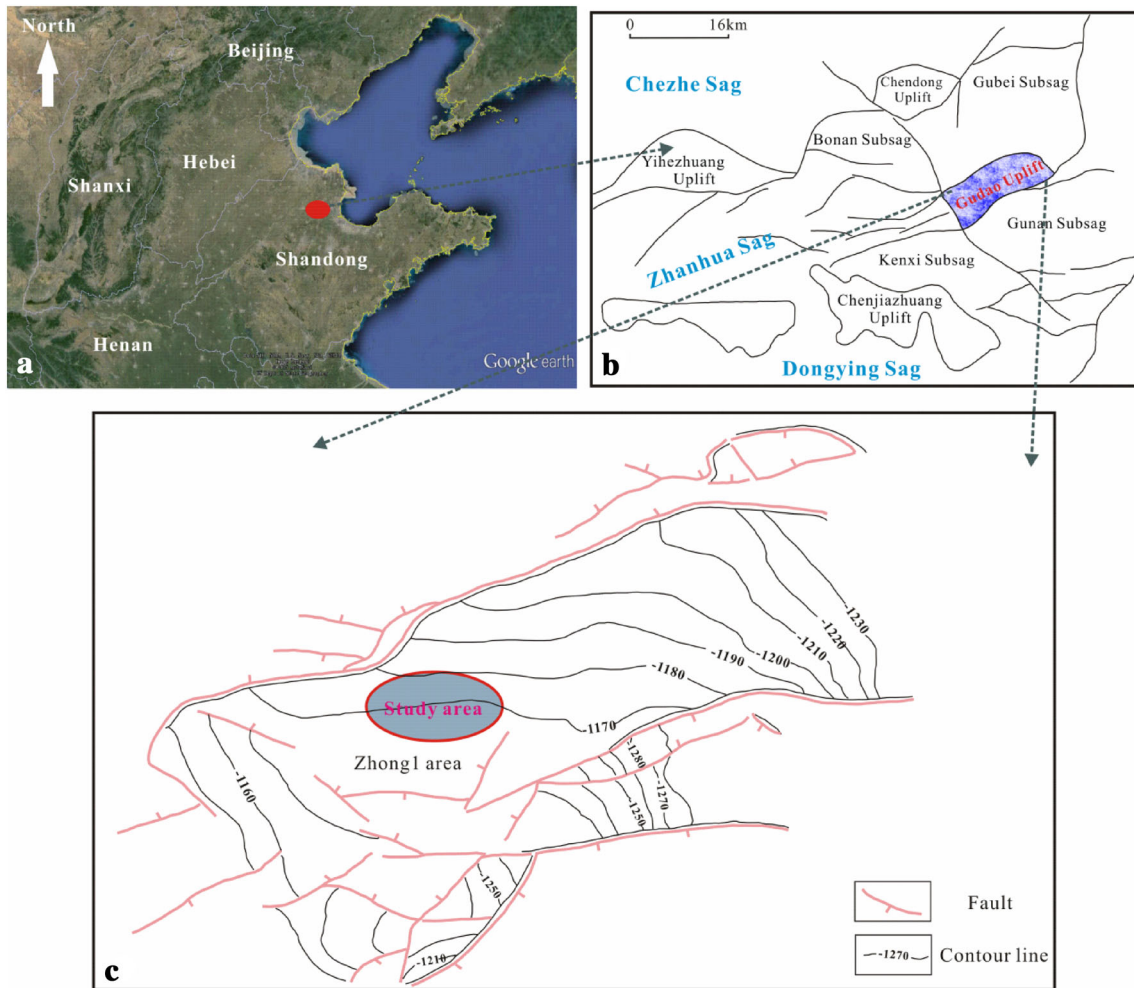 North
Beijing
Hebei
Shanxi
Shandong
Henan
Google earth
a
0 16km
Chezhe Sag
Chendong
Uplift
Gubei Subsag
Bonan Subsag
Yihezhuang
Uplift
Gudao Uplift
Gunan Subsag
Zhanhua Sag
Kenxi Subsag
Chenjiazhuang
Uplift
Dongying Sag
b
-1230
-1220
-1210
-1200
-1190
-1180
-1170
Study area
Zhong1 area
-1160
-1280
-1270
-1250
-1250
-1210
Fault
-1270
Contour line
c